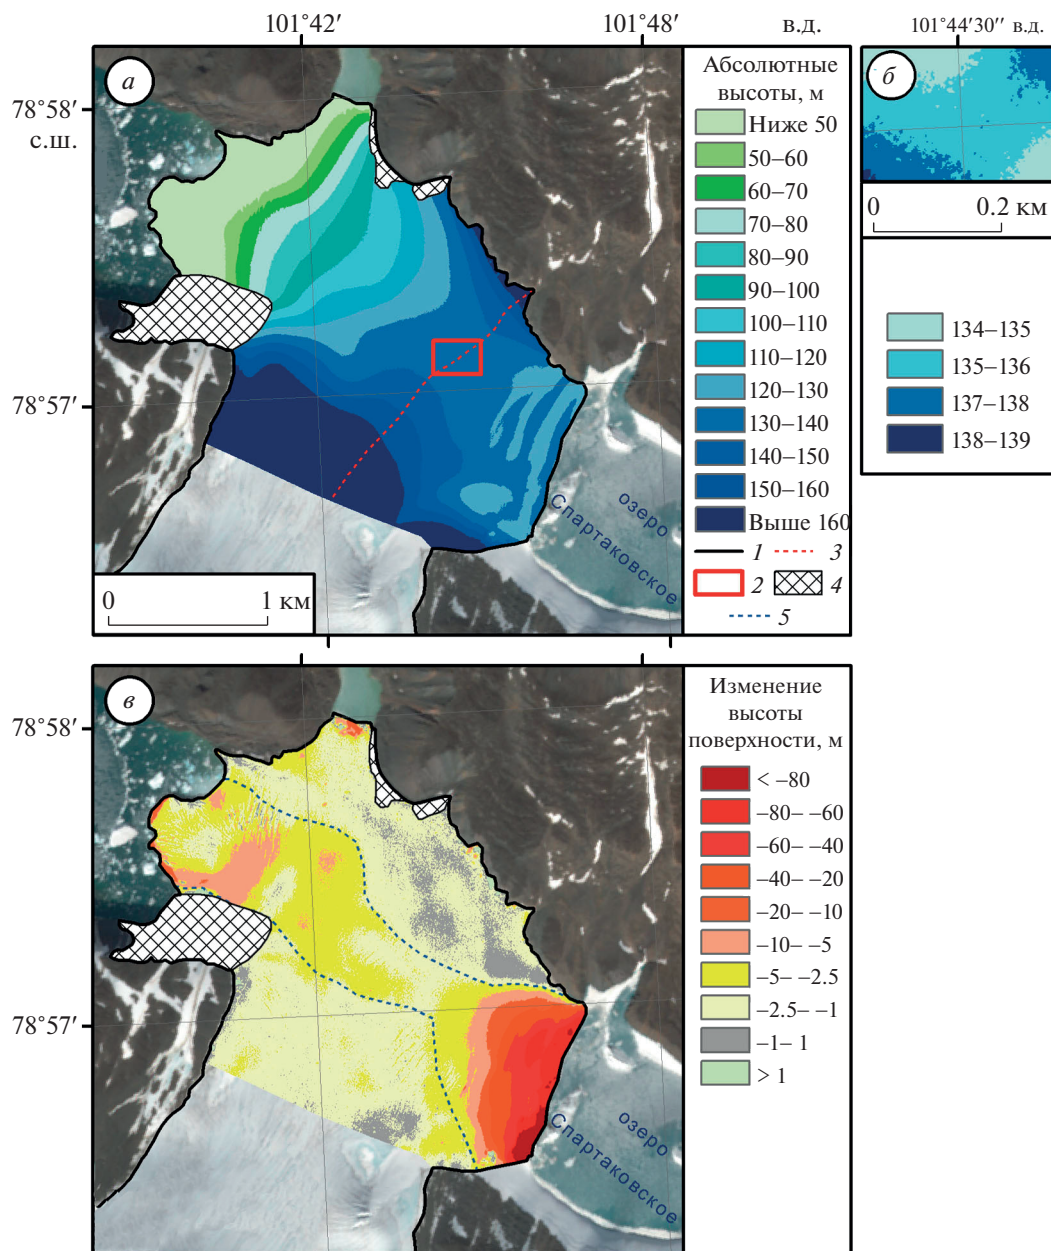 101°42′
101°48′
в.д.
101°44′30′′ в.д.
78°58′
с.ш.
78°57′
а
Абсолютные
высоты, м
Ниже 50
50–60
60–70
70–80
80–90
90–100
100–110
110–120
120–130
130–140
140–150
150–160
Выше 160
1
3
2
4
5
озеро
Спартаковское
0
1 км
б
0
0.2 км
134–135
135–136
137–138
138–139
78°58′
78°57′
в
Изменение
высоты
поверхности, м
< –80
–80– –60
–60– –40
–40– –20
–20– –10
–10– –5
–5– –2.5
–2.5– –1
–1– 1
> 1
озеро
Спартаковское